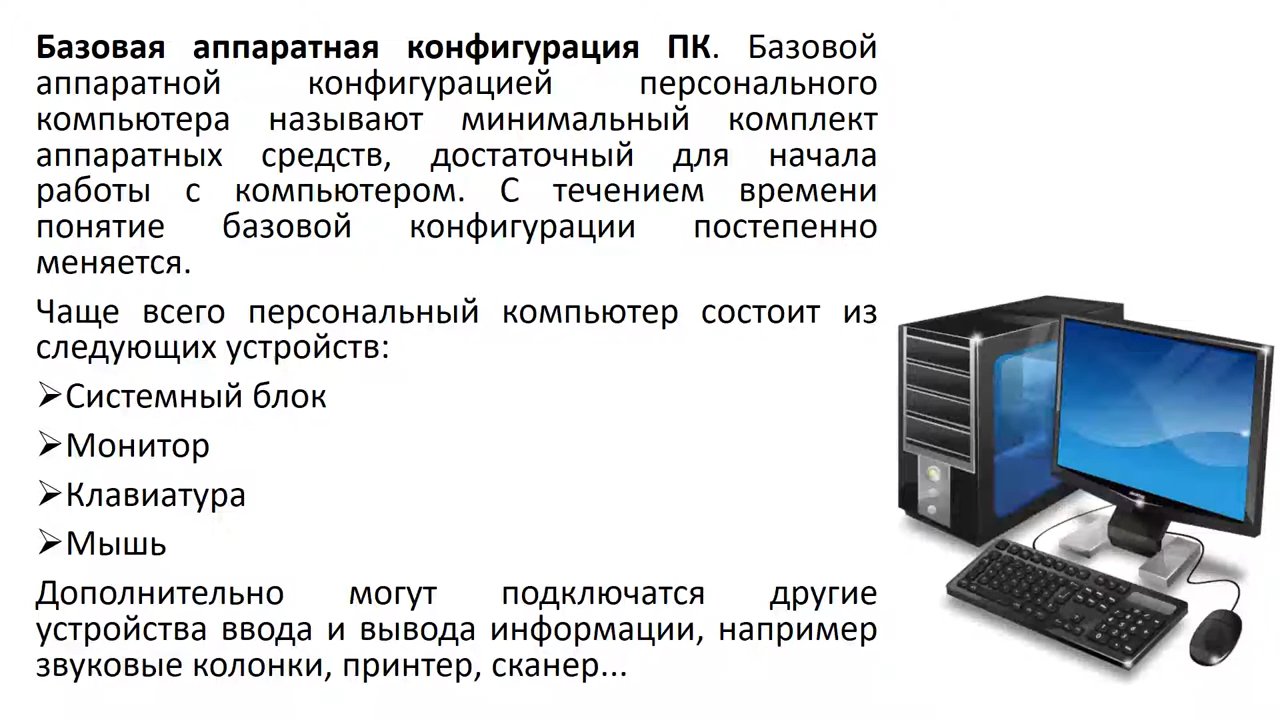 Базовая аппаратная конфигурация ПК. Базовой
аппаратной конфигурацией персонального
компьютера называют минимальный комплект
аппаратных средств, достаточный для начала
работы с компьютером. С течением времени
понятие базовой конфигурации постепенно
меняется.
Чаще всего персональный компьютер состоит из
следующих устройств:
➢Системный блок
➢Монитор
➢Клавиатура
➢Мышь
Дополнительно могут подключатся другие
устройства ввода и вывода информации, например
звуковые колонки, принтер, сканер...